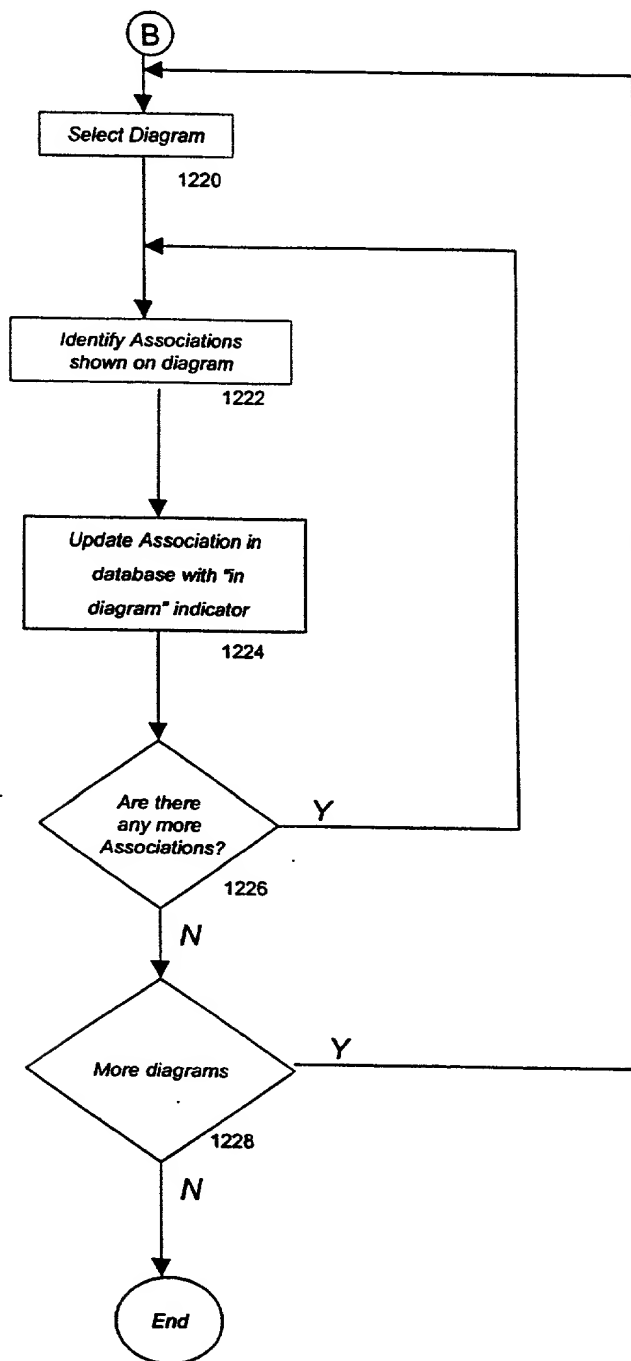 B
Select Diagram
1220
Identify Associations
shown on diagram
1222
Update Association in
database with "in
diagram" indicator
1224
Are there
any more
Associations?
Y
1226
N
More diagrams
Y
1228
N
End